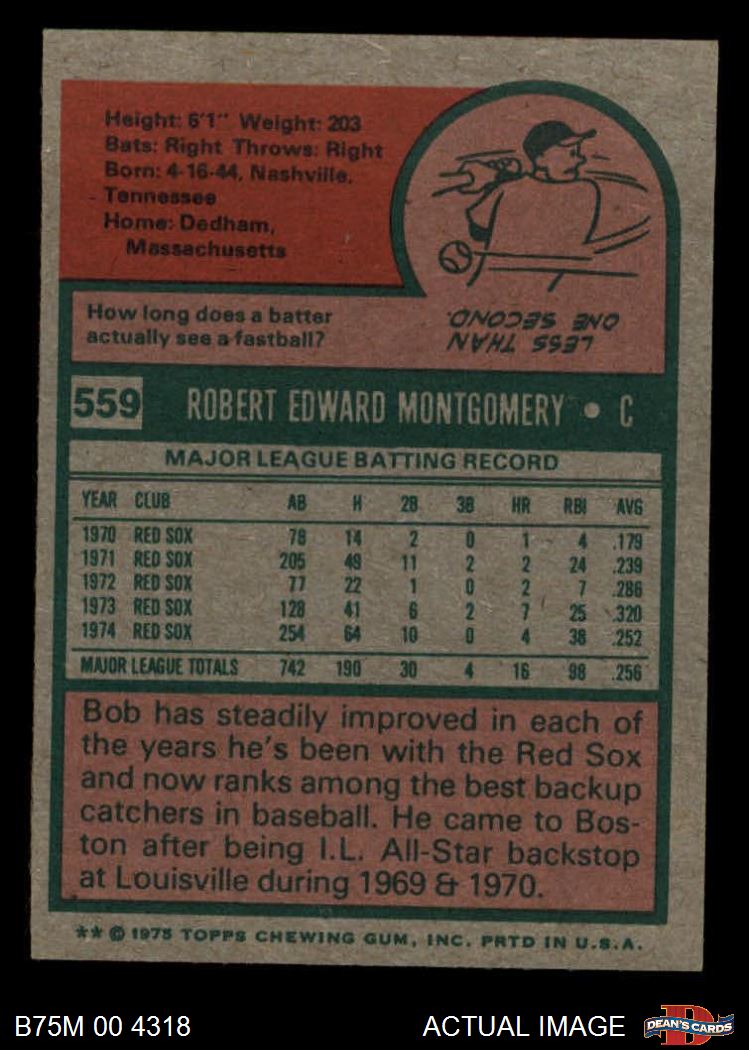 Height: 6'1" Weight: 203
Bats: Right Throws: Right
Born: 4-16-44, Nashville,
Tennessee
Home: Dedham,
Massachusetts
How long does a batter
actually see a fastball?
LESS THAN
ONE SECOND.
559 ROBERT EDWARD MONTGOMERY • C
MAJOR LEAGUE BATTING RECORD
YEAR CLUB AB H 2B 3B HR RBI AVG
1970 RED SOX 78 14 2 0 1 4 .179
1971 RED SOX 205 49 11 2 2 24 .239
1972 RED SOX 77 22 1 0 2 7 .286
1973 RED SOX 128 41 6 2 7 25 .320
1974 RED SOX 254 64 10 0 4 38 .252
MAJOR LEAGUE TOTALS 742 190 30 4 16 98 .256
Bob has steadily improved in each of
the years he's been with the Red Sox
and now ranks among the best backup
catchers in baseball. He came to Bos-
ton after being I.L. All-Star backstop
at Louisville during 1969 & 1970.
** © 1975 TOPPS CHEWING GUM, INC. PRTD IN U.S.A.
B75M 00 4318 ACTUAL IMAGE D DEAN'S CARDS